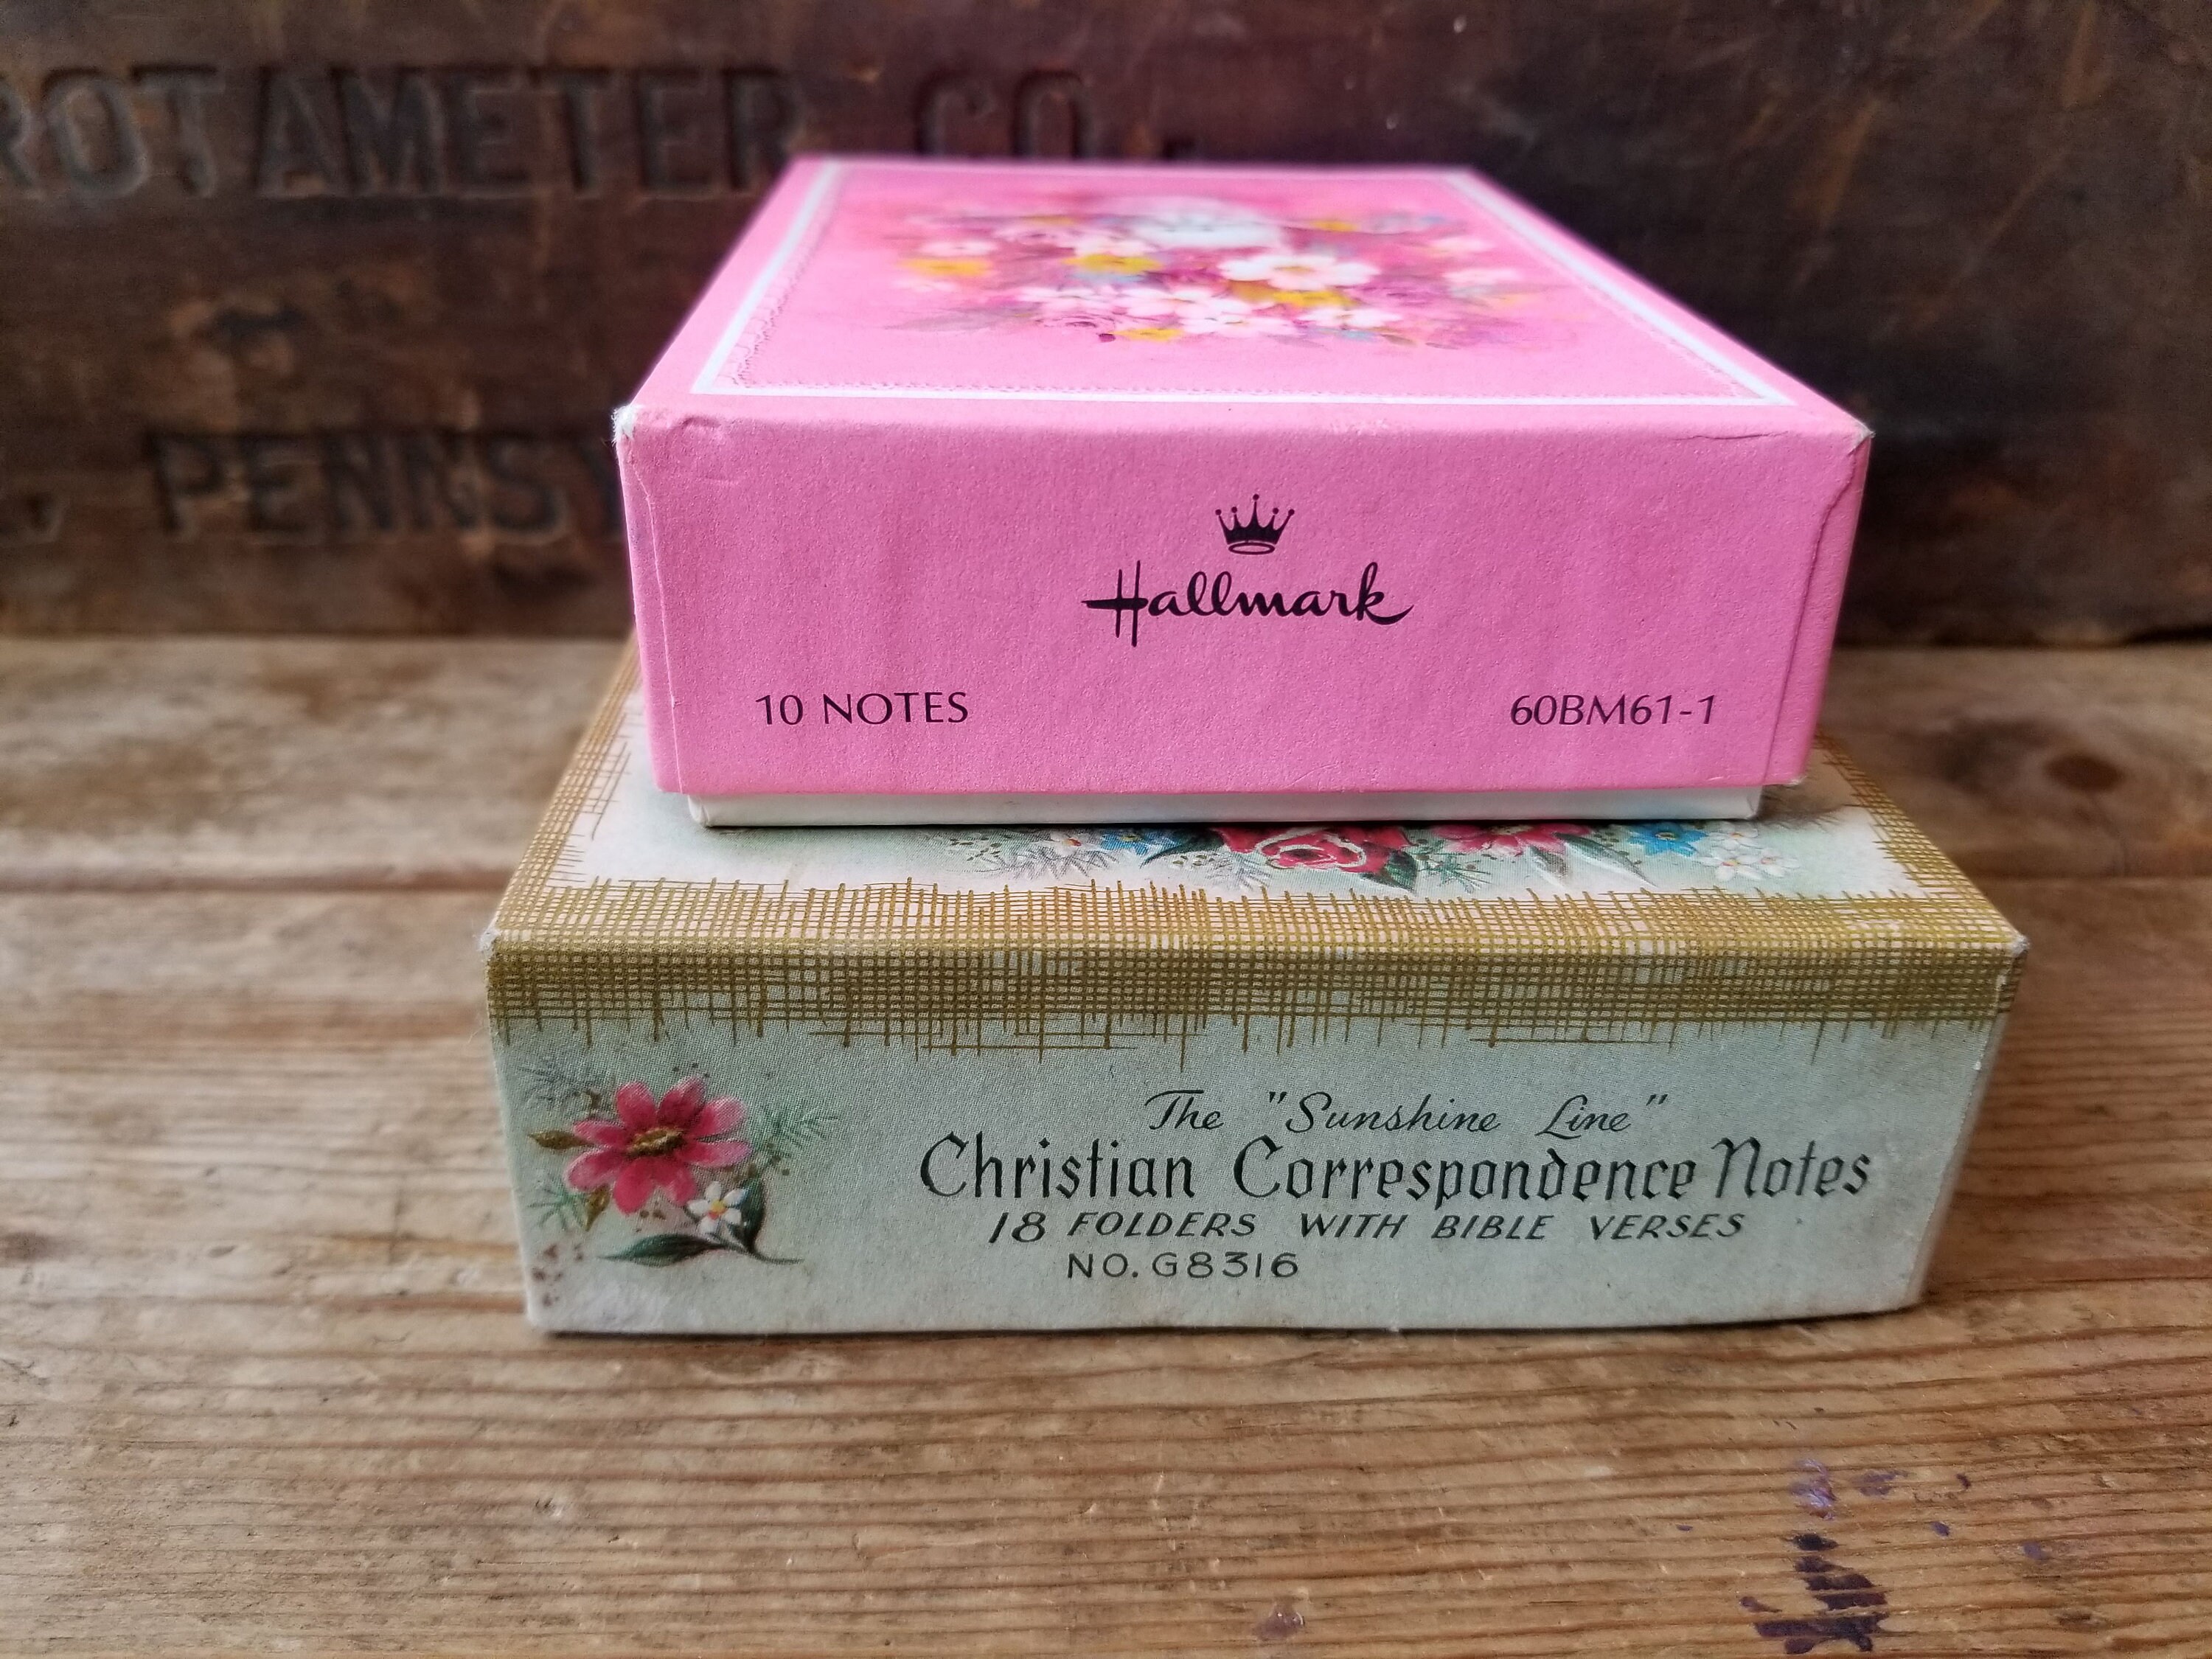 ROTAMETER CO.
PENNSY
Hallmark
10 NOTES 60BM61-1
The "Sunshine Line"
Christian Correspondence Notes
18 FOLDERS WITH BIBLE VERSES
NO. G8316